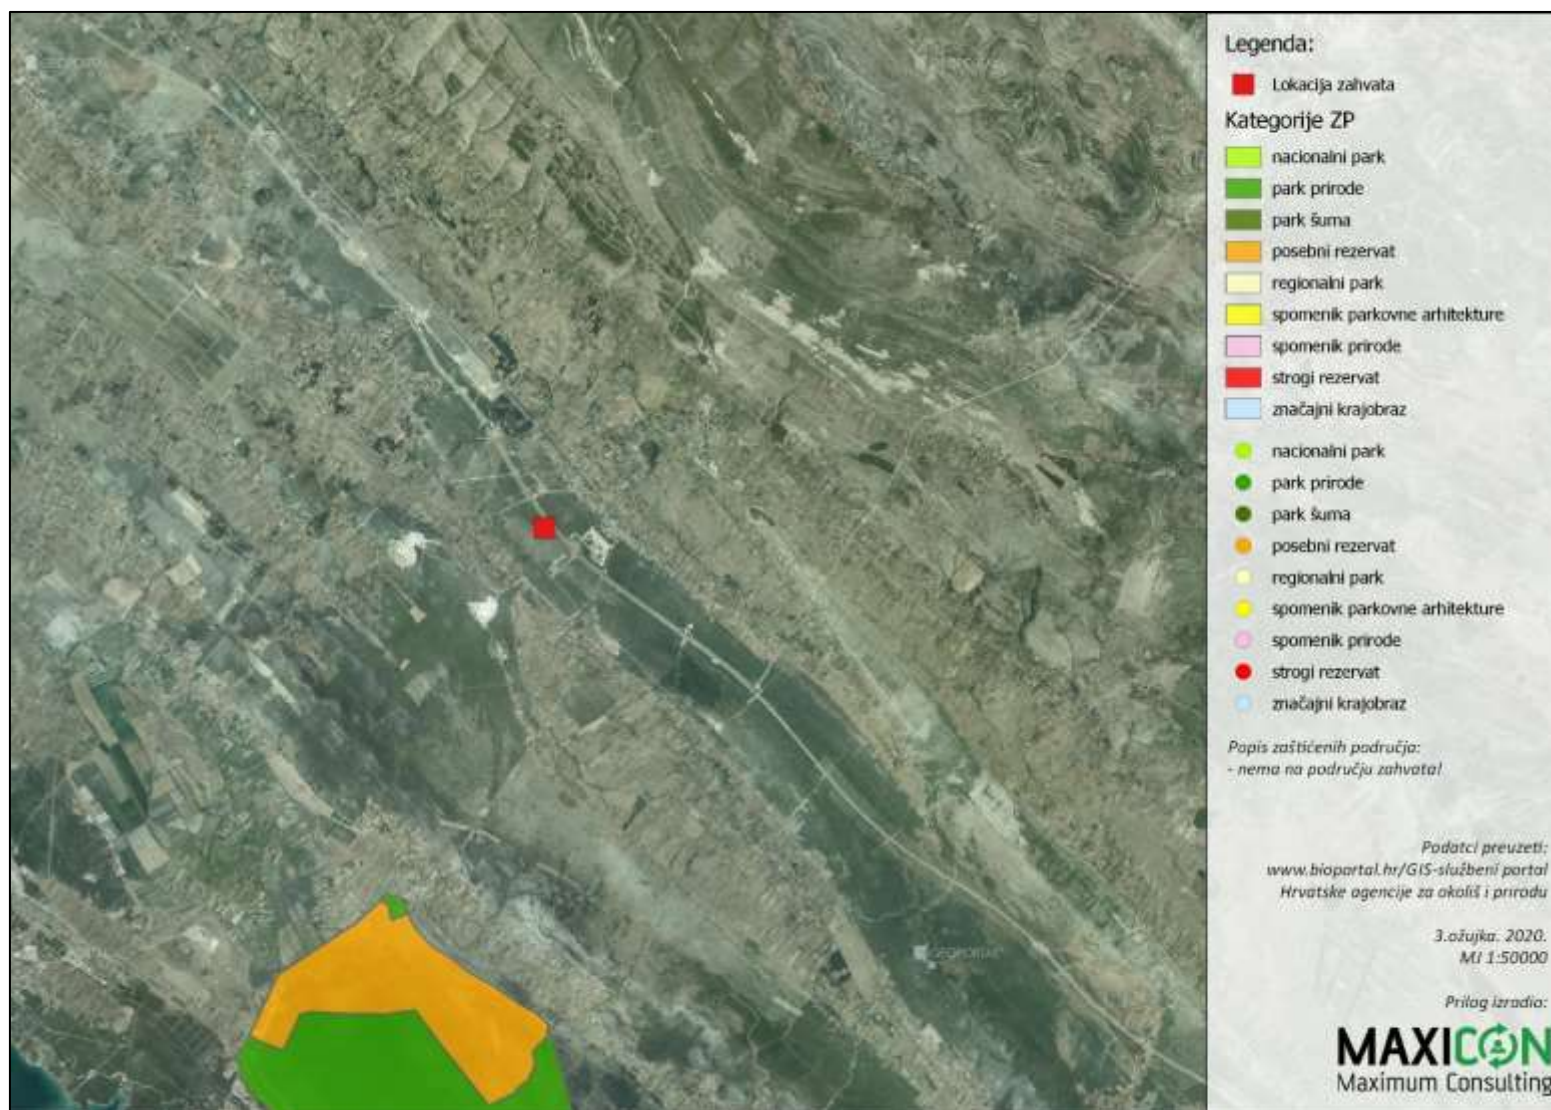 GEOPORTAL
Legenda:
Lokacija zahvata
Kategorije ZP
nacionalni park
park prirode
park šuma
posebni rezervat
regionalni park
spomenik parkovne arhitekture
spomenik prirode
strogi rezervat
značajni krajobraz
nacionalni park
park prirode
park šuma
posebni rezervat
regionalni park
spomenik parkovne arhitekture
spomenik prirode
strogi rezervat
značajni krajobraz
Popis zaštićenih područja:
- nema na području zahvata!
Podatci preuzeti:
www.bioportal.hr/GIS-službeni portal
Hrvatske agencije za okoliš i prirodu
3.ožujka. 2020.
MJ 1:50000
Prilog izradio:
MAXICON
Maximum Consulting
GEOPORTAL